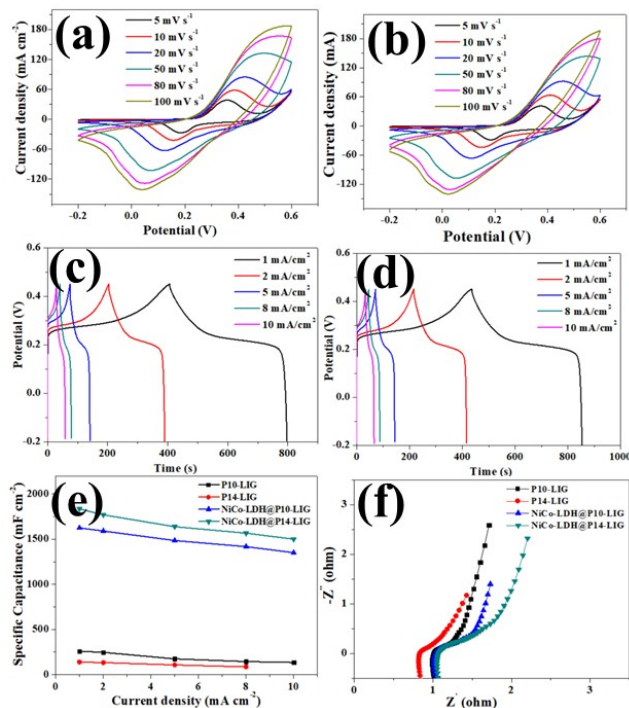 (a)
5 mV s⁻¹
10 mV s⁻¹
20 mV s⁻¹
50 mV s⁻¹
80 mV s⁻¹
100 mV s⁻¹
Current density (mA cm⁻²)
180
120
60
0
-60
-120
-0.2 0.0 0.2 0.4 0.6
Potential (V)
(b)
5 mV s⁻¹
10 mV s⁻¹
20 mV s⁻¹
50 mV s⁻¹
80 mV s⁻¹
100 mV s⁻¹
Current density (mA)
180
120
60
0
-60
-120
-0.2 0.0 0.2 0.4 0.6
Potential (V)
(c)
1 mA/cm²
2 mA/cm²
5 mA/cm²
8 mA/cm²
10 mA/cm²
Potential (V)
0.6
0.4
0.2
0.0
-0.2
0 200 400 600 800
Time (s)
(d)
1 mA/cm²
2 mA/cm²
5 mA/cm²
8 mA/cm²
10 mA/cm²
Potential (V)
0.6
0.4
0.2
0.0
-0.2
0 200 400 600 800 1000
Time (s)
(e)
P10-LIG
P14-LIG
NiCo-LDH@P10-LIG
NiCo-LDH@P14-LIG
Specific Capacitance (mF cm⁻²)
2000
1750
1500
250
0
0 2 4 6 8 10
Current density (mA cm⁻²)
(f)
P10-LIG
P14-LIG
NiCo-LDH@P10-LIG
NiCo-LDH@P14-LIG
-Z'' (ohm)
3
2
1
0
0 1 2 3
Z' (ohm)